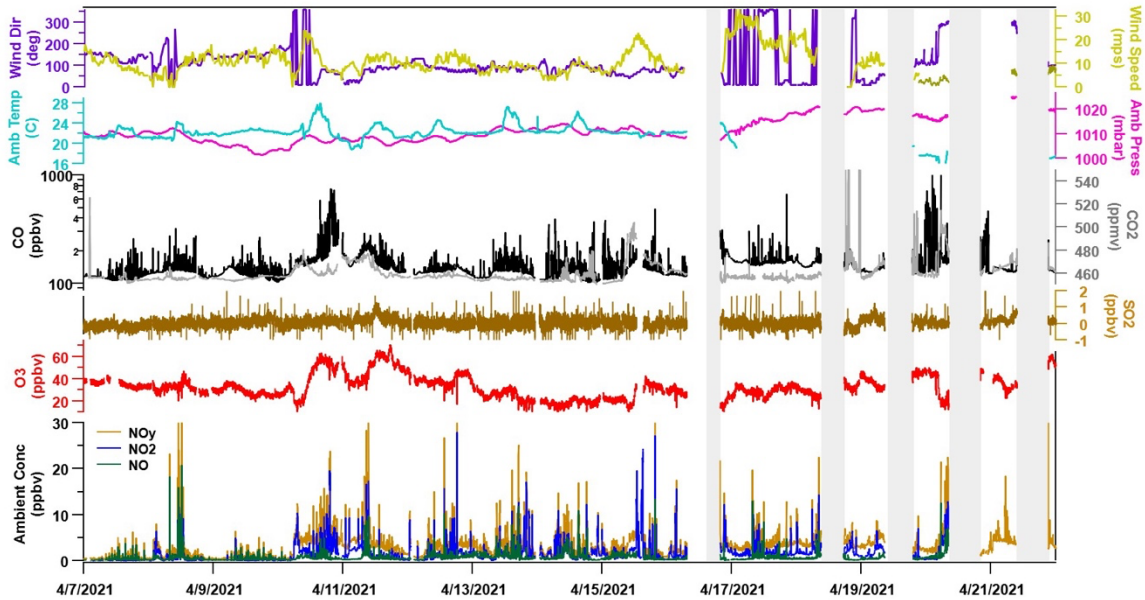 Wind Dir
(deg)
300
200
100
0
30
20
10
0
Wind Speed
(mps)
Amb Temp
(C)
28
24
20
16
1020
1010
1000
Amb Press
(mbar)
CO
(ppbv)
1000
8
6
4
2
100
540
520
500
480
460
CO2
(ppmv)
2
1
0
-1
SO2
(ppbv)
O3
(ppbv)
60
40
20
Ambient Conc
(ppbv)
30
20
10
0
NOy
NO2
NO
4/7/2021 4/9/2021 4/11/2021 4/13/2021 4/15/2021 4/17/2021 4/19/2021 4/21/2021